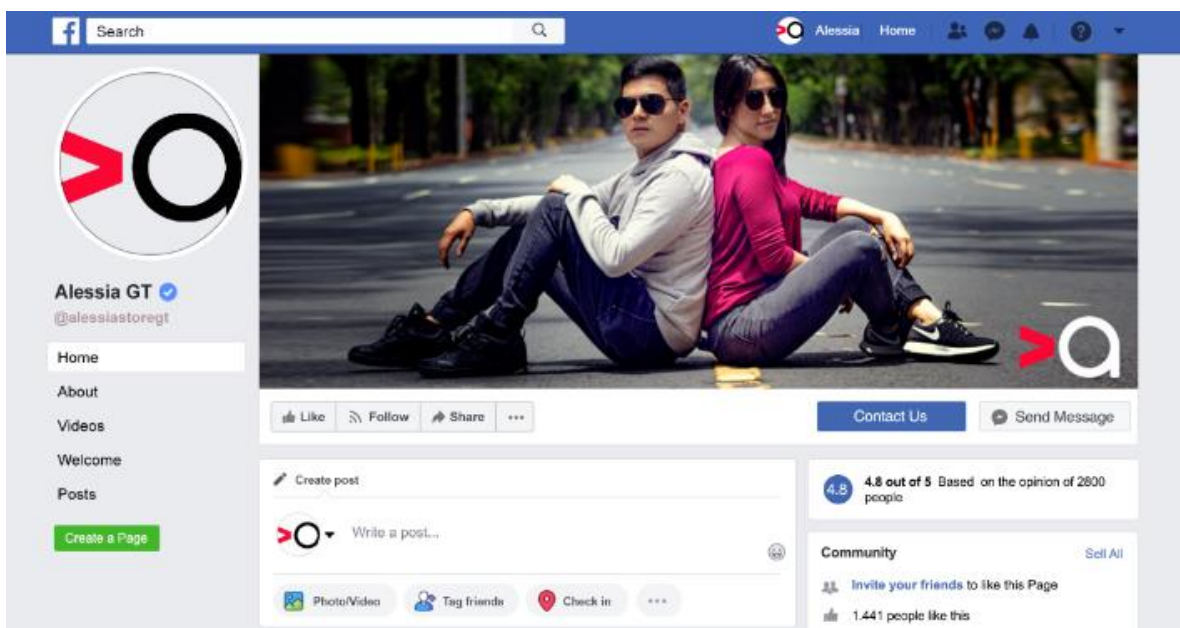 Search
Alessia Home
Alessia GT
@alessiastoregt
Home
About
Videos
Welcome
Posts
Create a Page
Like Follow Share
Contact Us
Send Message
Create post
Write a post...
Photo/Video
Tag friends
Check in
4.8
4.8 out of 5 Based on the opinion of 2800
people
Community
Sell All
Invite your friends to like this Page
1.441 people like this